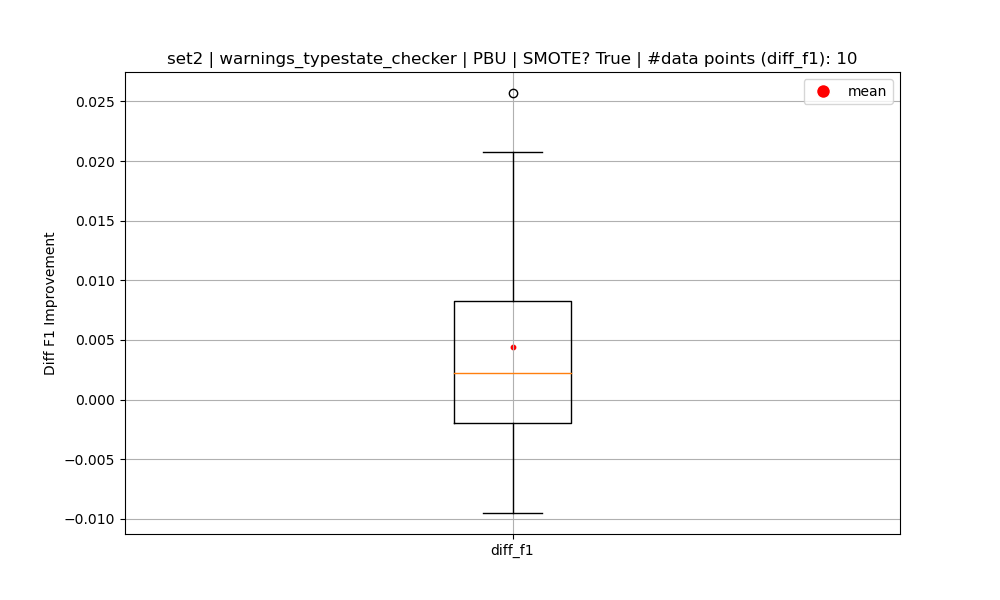 set2 | warnings_typestate_checker | PBU | SMOTE? True | #data points (diff_f1): 10
mean
Diff F1 Improvement
0.025
0.020
0.015
0.010
0.005
0.000
−0.005
−0.010
diff_f1